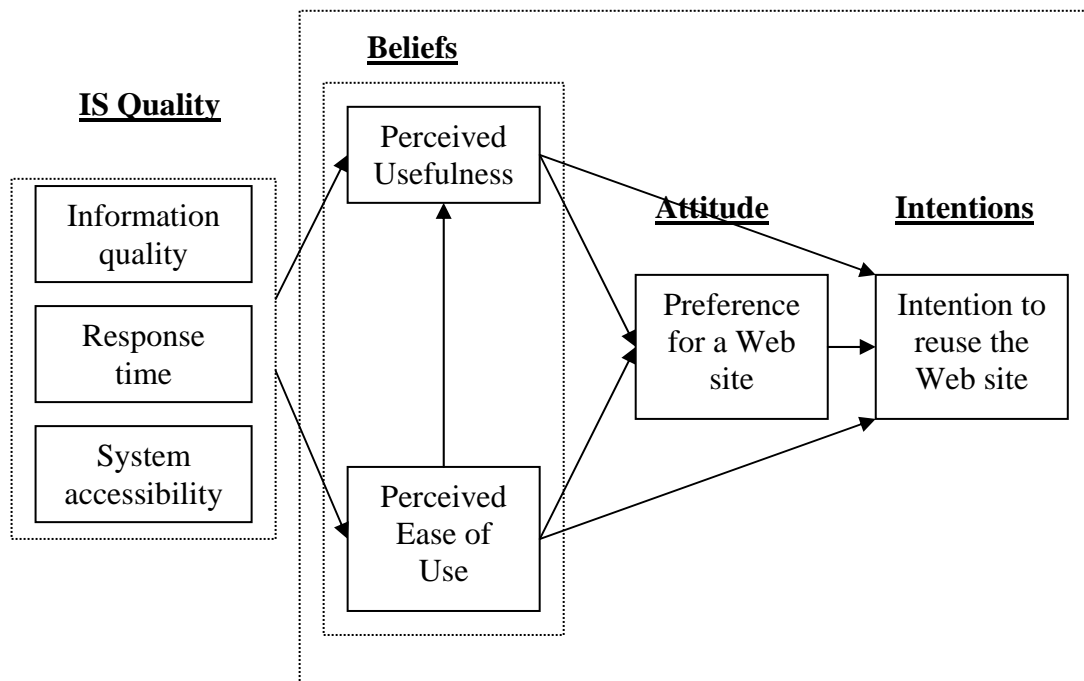 Beliefs
IS Quality
Perceived
Usefulness
Information
quality
Response
time
System
accessibility
Perceived
Ease of
Use
Attitude
Preference
for a Web
site
Intentions
Intention to
reuse the
Web site